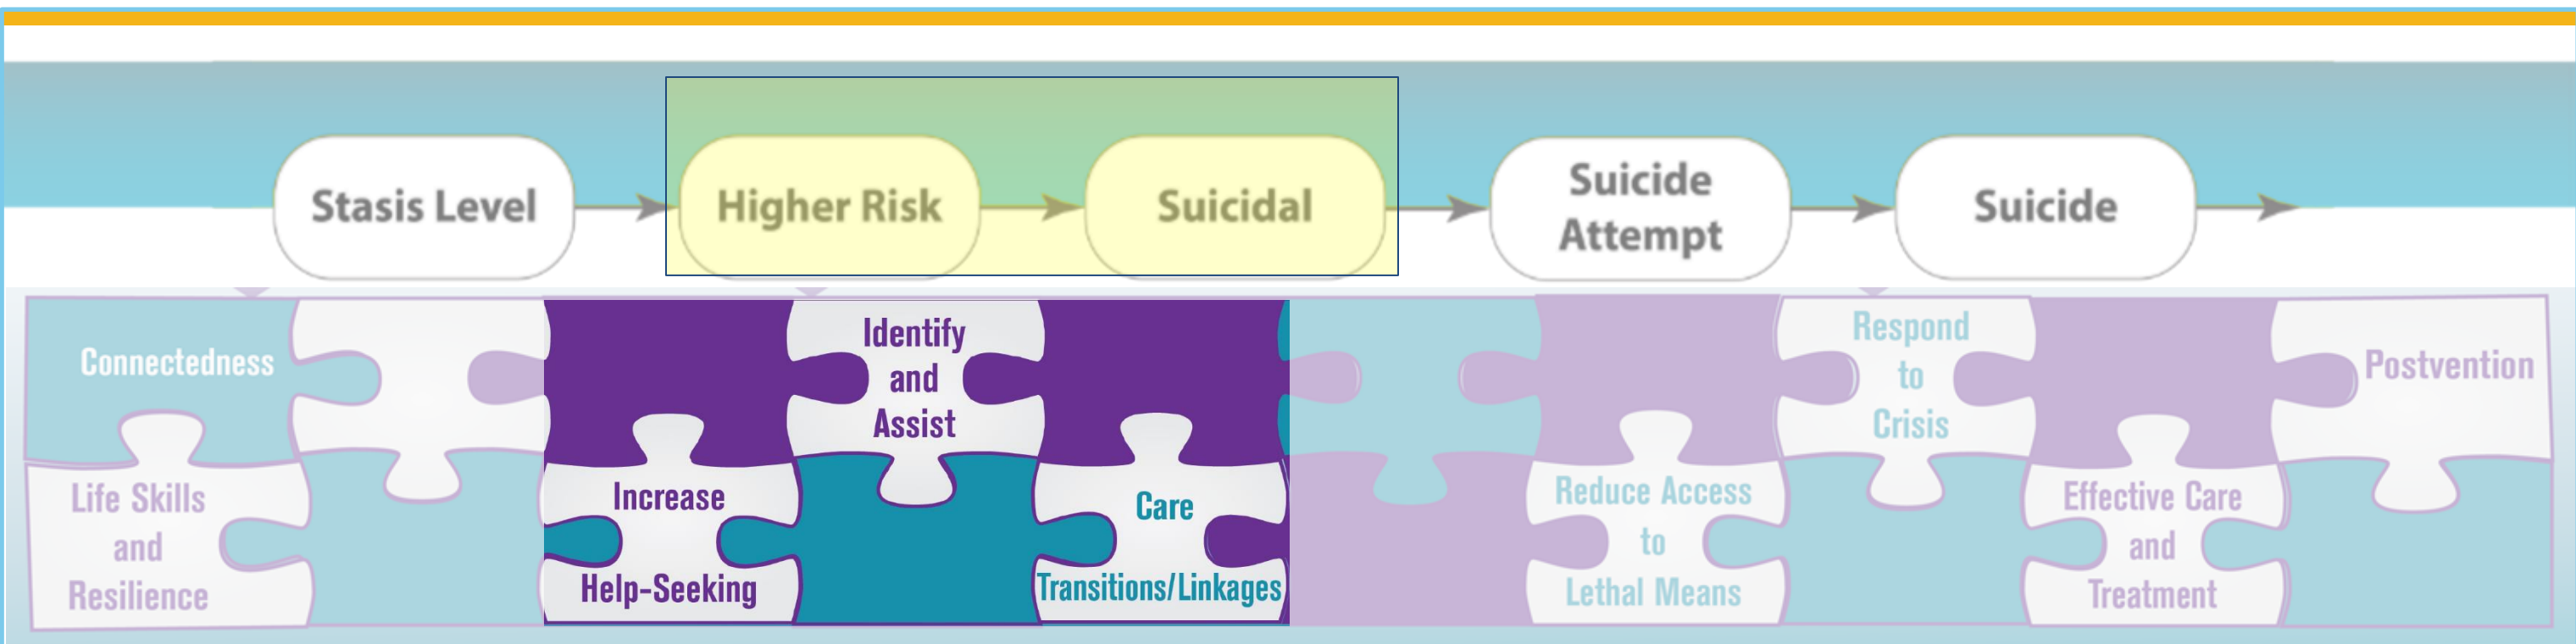 Stasis Level
Higher Risk
Suicidal
Suicide
Attempt
Suicide
Connectedness
Life Skills
and
Resilience
Increase
Help-Seeking
Identify
and
Assist
Care
Transitions/Linkages
Reduce Access
to
Lethal Means
Respond
to
Crisis
Effective Care
and
Treatment
Postvention